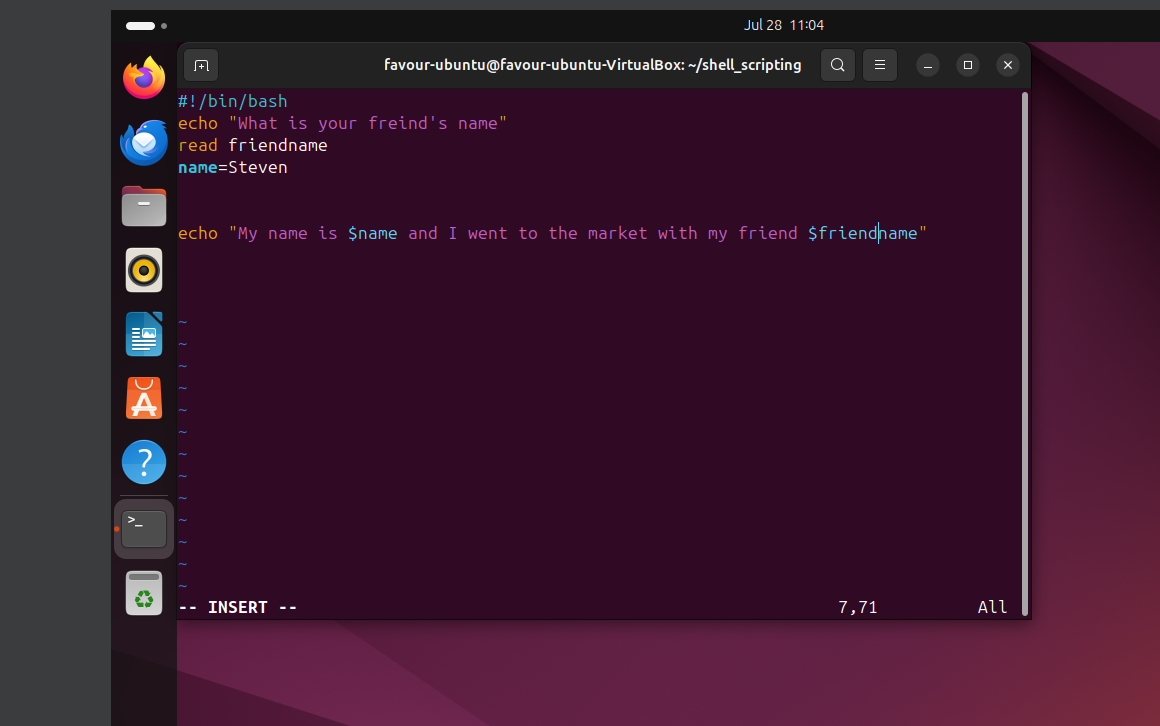 Jul 28 11:04
favour-ubuntu@favour-ubuntu-VirtualBox: ~/shell_scripting
#!/bin/bash
echo "What is your freind's name"
read friendname
name=Steven
echo "My name is $name and I went to the market with my friend $friendname"
~
~
~
~
~
~
~
~
~
~
~
~
~
-- INSERT -- 7,71 All